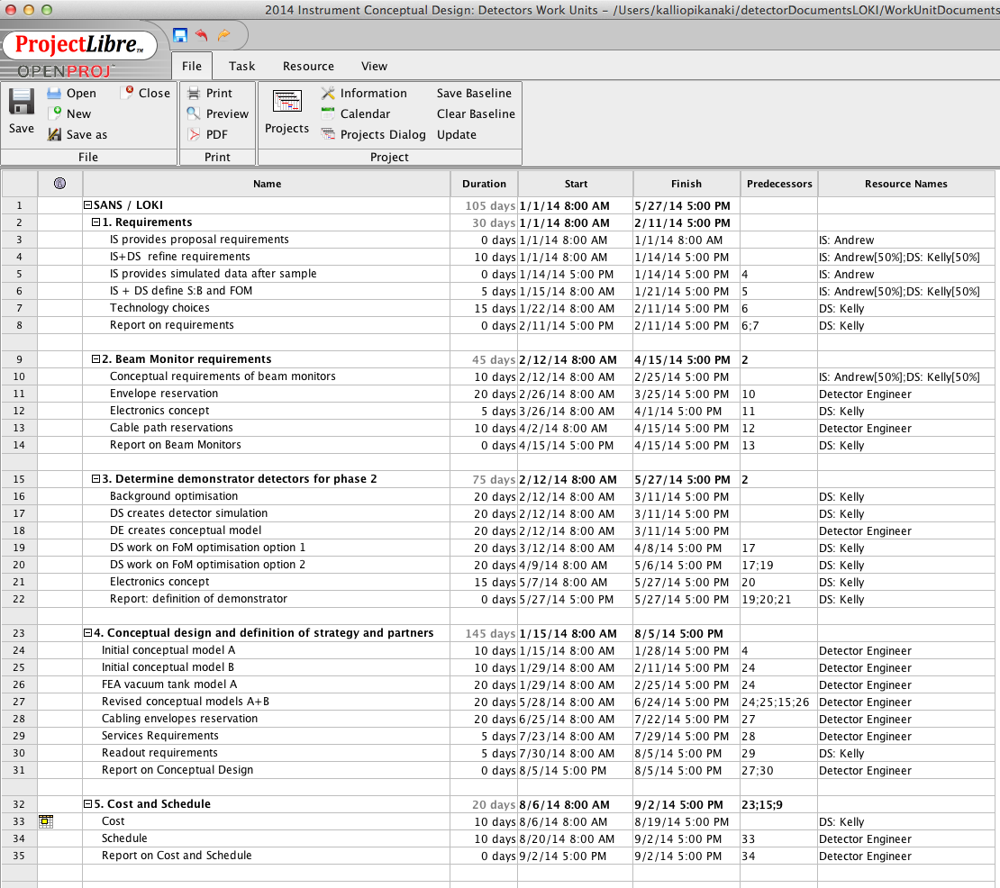 2014 Instrument Conceptual Design: Detectors Work Units – /Users/kalliopikanaki/detectorDocumentsLOKI/WorkUnitDocuments
ProjectLibre™
OPENPROJ
File Task Resource View
Save Open New Save as Close Print Preview PDF Projects Information Calendar Projects Dialog Save Baseline Clear Baseline Update
File Print Project
Name Duration Start Finish Predecessors Resource Names
1 SANS / LOKI 105 days 1/1/14 8:00 AM 5/27/14 5:00 PM
2 1. Requirements 30 days 1/1/14 8:00 AM 2/11/14 5:00 PM
3 IS provides proposal requirements 0 days 1/1/14 8:00 AM 1/1/14 8:00 AM IS: Andrew
4 IS+DS  refine requirements 10 days 1/1/14 8:00 AM 1/14/14 5:00 PM IS: Andrew[50%];DS: Kelly[50%]
5 IS provides simulated data after sample 0 days 1/14/14 5:00 PM 1/14/14 5:00 PM 4 IS: Andrew
6 IS + DS define S:B and FOM 5 days 1/15/14 8:00 AM 1/21/14 5:00 PM 5 IS: Andrew[50%];DS: Kelly[50%]
7 Technology choices 15 days 1/22/14 8:00 AM 2/11/14 5:00 PM 6 DS: Kelly
8 Report on requirements 0 days 2/11/14 5:00 PM 2/11/14 5:00 PM 6;7 DS: Kelly
9 2. Beam Monitor requirements 45 days 2/12/14 8:00 AM 4/15/14 5:00 PM 2
10 Conceptual requirements of beam monitors 10 days 2/12/14 8:00 AM 2/25/14 5:00 PM IS: Andrew[50%];DS: Kelly[50%]
11 Envelope reservation 20 days 2/26/14 8:00 AM 3/25/14 5:00 PM 10 Detector Engineer
12 Electronics concept 5 days 3/26/14 8:00 AM 4/1/14 5:00 PM 11 DS: Kelly
13 Cable path reservations 10 days 4/2/14 8:00 AM 4/15/14 5:00 PM 12 Detector Engineer
14 Report on Beam Monitors 0 days 4/15/14 5:00 PM 4/15/14 5:00 PM 13 DS: Kelly
15 3. Determine demonstrator detectors for phase 2 75 days 2/12/14 8:00 AM 5/27/14 5:00 PM 2
16 Background optimisation 20 days 2/12/14 8:00 AM 3/11/14 5:00 PM DS: Kelly
17 DS creates detector simulation 20 days 2/12/14 8:00 AM 3/11/14 5:00 PM DS: Kelly
18 DE creates conceptual model 20 days 2/12/14 8:00 AM 3/11/14 5:00 PM Detector Engineer
19 DS work on FoM optimisation option 1 20 days 3/12/14 8:00 AM 4/8/14 5:00 PM 17 DS: Kelly
20 DS work on FoM optimisation option 2 20 days 4/9/14 8:00 AM 5/6/14 5:00 PM 17;19 DS: Kelly
21 Electronics concept 15 days 5/7/14 8:00 AM 5/27/14 5:00 PM 20 DS: Kelly
22 Report: definition of demonstrator 0 days 5/27/14 5:00 PM 5/27/14 5:00 PM 19;20;21 DS: Kelly
23 4. Conceptual design and definition of strategy and partners 145 days 1/15/14 8:00 AM 8/5/14 5:00 PM
24 Initial conceptual model A 10 days 1/15/14 8:00 AM 1/28/14 5:00 PM 4 Detector Engineer
25 Initial conceptual model B 10 days 1/29/14 8:00 AM 2/11/14 5:00 PM 24 Detector Engineer
26 FEA vacuum tank model A 20 days 1/29/14 8:00 AM 2/25/14 5:00 PM 24 Detector Engineer
27 Revised conceptual models A+B 20 days 5/28/14 8:00 AM 6/24/14 5:00 PM 24;25;15;26 Detector Engineer
28 Cabling envelopes reservation 20 days 6/25/14 8:00 AM 7/22/14 5:00 PM 27 Detector Engineer
29 Services Requirements 5 days 7/23/14 8:00 AM 7/29/14 5:00 PM 28 Detector Engineer
30 Readout requirements 5 days 7/30/14 8:00 AM 8/5/14 5:00 PM 29 DS: Kelly
31 Report on Conceptual Design 0 days 8/5/14 5:00 PM 8/5/14 5:00 PM 27;30 Detector Engineer
32 5. Cost and Schedule 20 days 8/6/14 8:00 AM 9/2/14 5:00 PM 23;15;9
33 Cost 10 days 8/6/14 8:00 AM 8/19/14 5:00 PM DS: Kelly
34 Schedule 10 days 8/20/14 8:00 AM 9/2/14 5:00 PM 33 Detector Engineer
35 Report on Cost and Schedule 0 days 9/2/14 5:00 PM 9/2/14 5:00 PM 34 Detector Engineer